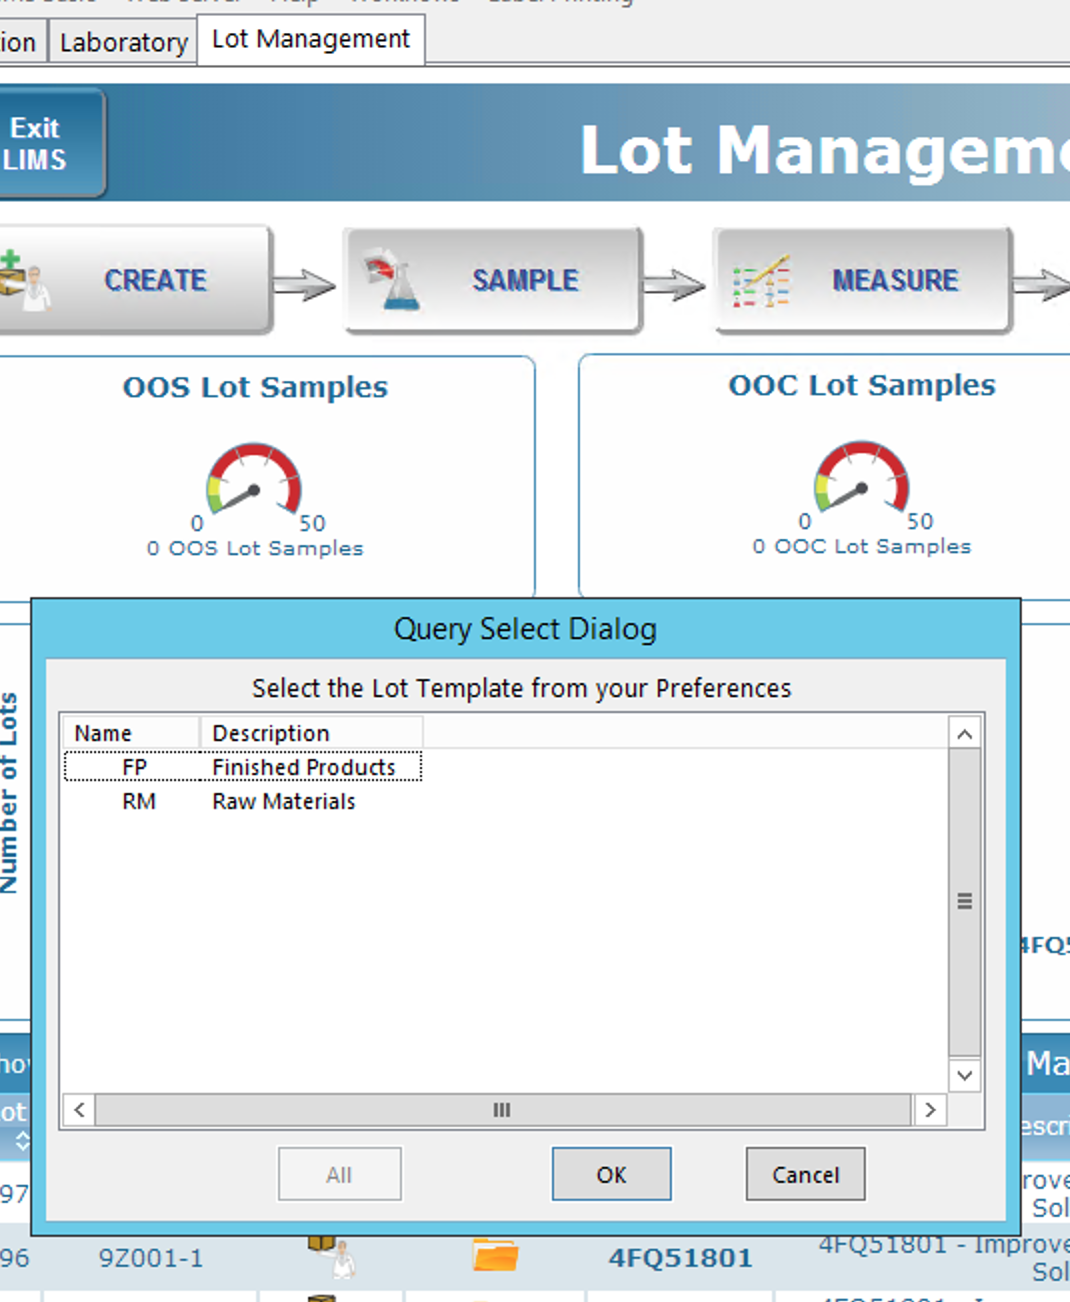 Lot Management
Laboratory
ion
Exit
LIMS
Lot Manageme
CREATE
SAMPLE
MEASURE
OOS Lot Samples
0 50
0 OOS Lot Samples
OOC Lot Samples
0 50
0 OOC Lot Samples
Number of Lots
Query Select Dialog
Select the Lot Template from your Preferences
Name Description
FP Finished Products
RM Raw Materials
All OK Cancel
4FQ5
Ma
ot
escri
97
rove
Sol
96 9Z001-1 4FQ51801 4FQ51801 - Improve
Sol